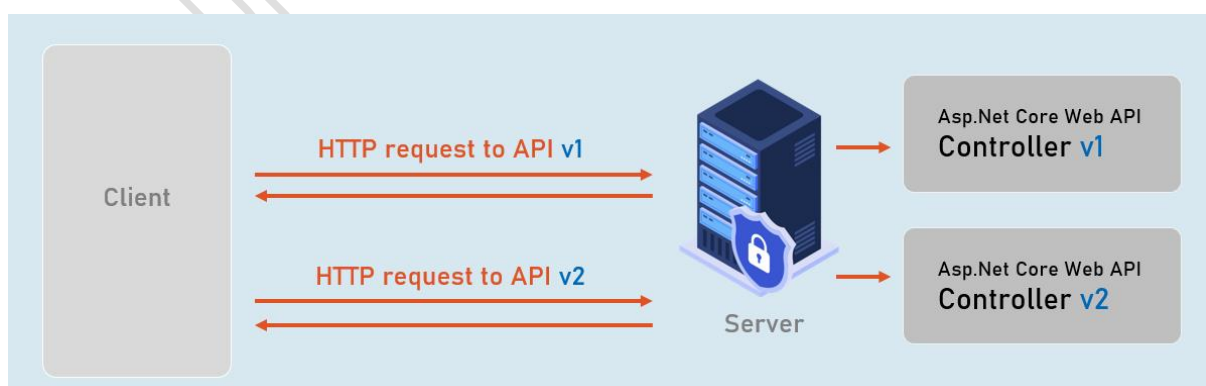 Client
HTTP request to API v1
HTTP request to API v2
Server
Asp.Net Core Web API
Controller v1
Asp.Net Core Web API
Controller v2